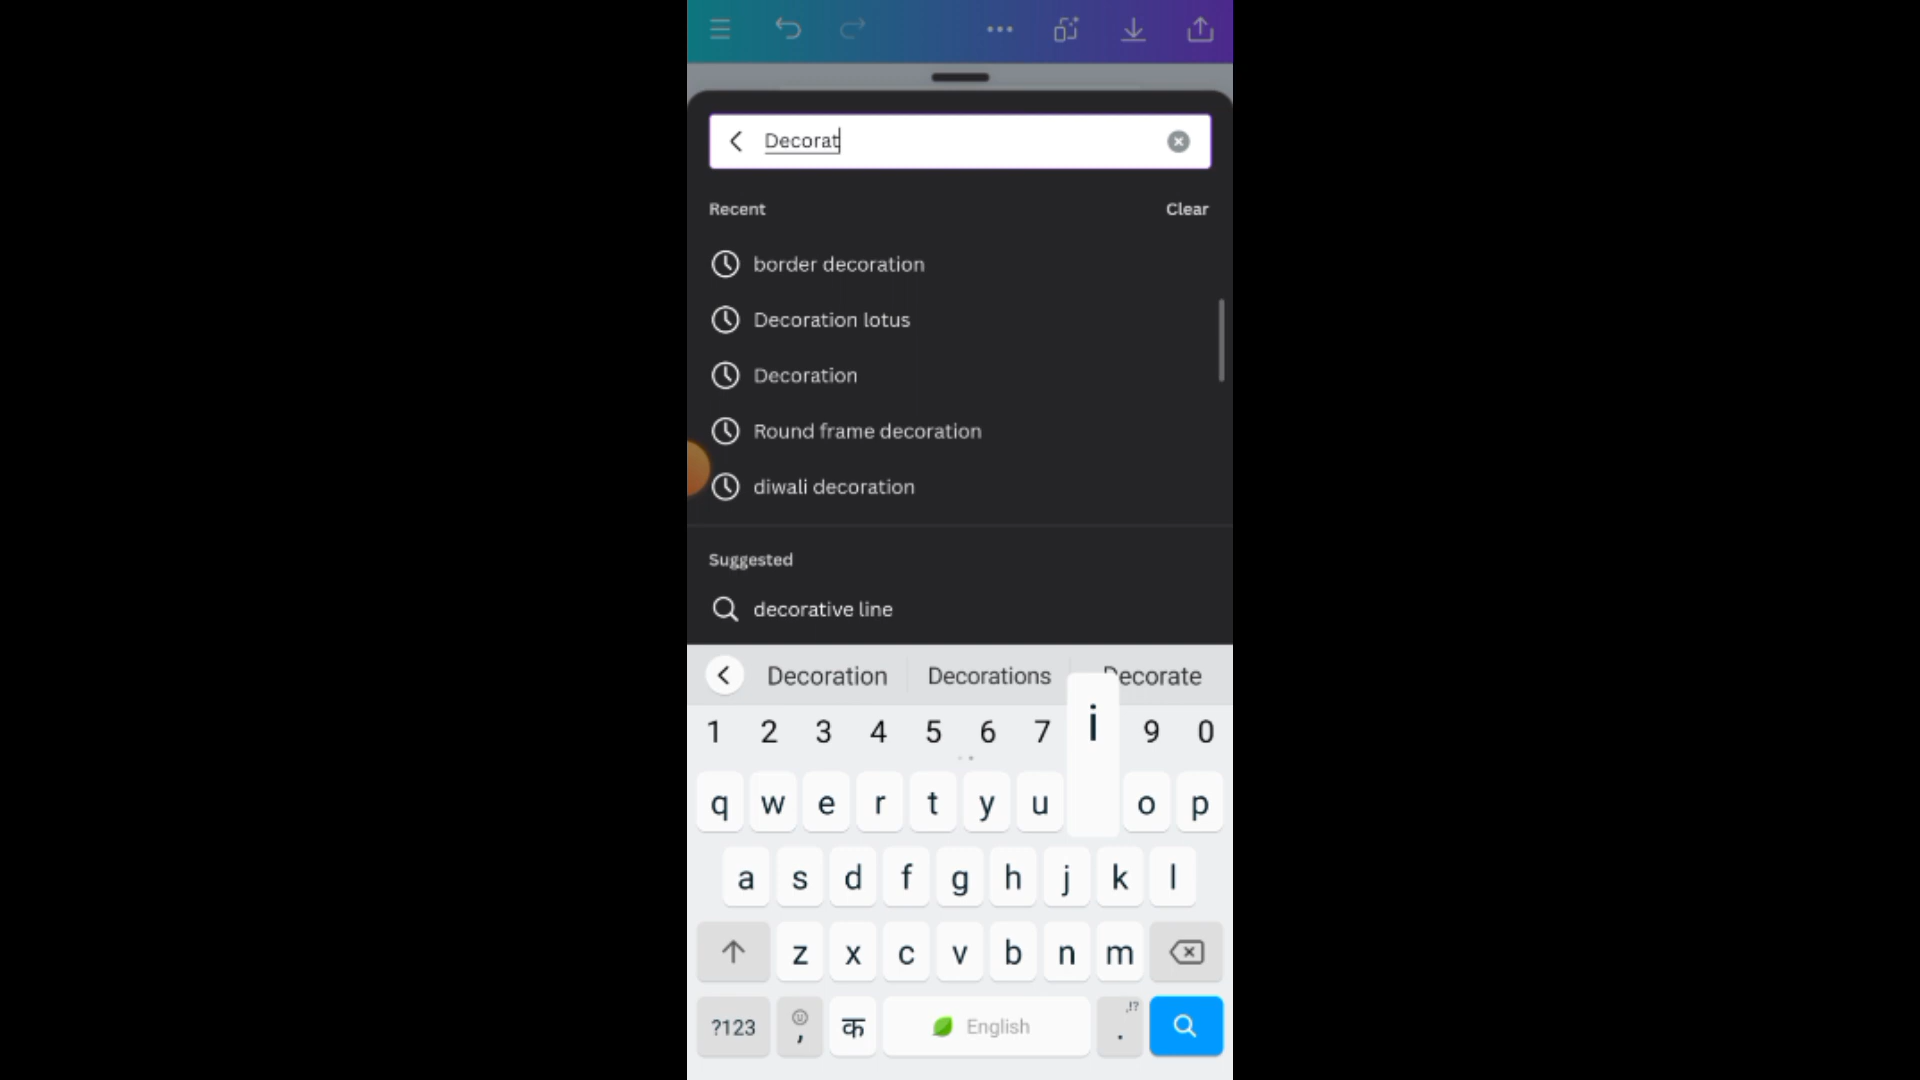 Decorat
Recent Clear
border decoration
Decoration lotus
Decoration
Round frame decoration
diwali decoration
Suggested
decorative line
Decoration Decorations Decorate
1 2 3 4 5 6 7 i 9 0
q w e r t y u o p
a s d f g h j k l
z x c v b n m
?123 , क English . ,!?